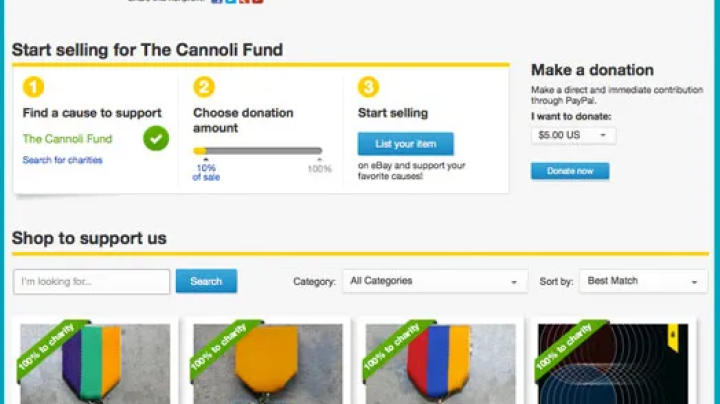 Start selling for The Cannoli Fund
1
Find a cause to support
The Cannoli Fund
Search for charities
2
Choose donation
amount
10%
of sale
100%
3
Start selling
List your item
on eBay and support your
favorite causes!
Make a donation
Make a direct and immediate contribution
through PayPal.
I want to donate:
$5.00 US
Donate now
Shop to support us
I'm looking for...
Search
Category:
All Categories
Sort by:
Best Match
100% to charity
100% to charity
100% to charity
100% to charity